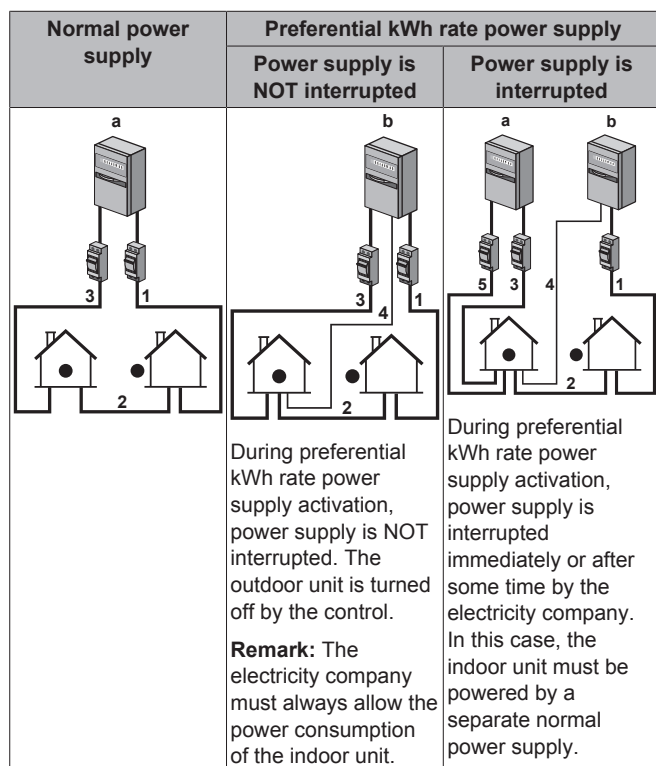 Normal power
supply
Preferential kWh rate power supply
Power supply is
NOT interrupted
Power supply is
interrupted
a
3
1
2
b
3
4
1
2
During preferential
kWh rate power
supply activation,
power supply is NOT
interrupted. The
outdoor unit is turned
off by the control.
Remark: The
electricity company
must always allow the
power consumption
of the indoor unit.
a
b
5
3
4
1
2
During preferential
kWh rate power
supply activation,
power supply is
interrupted
immediately or after
some time by the
electricity company.
In this case, the
indoor unit must be
powered by a
separate normal
power supply.